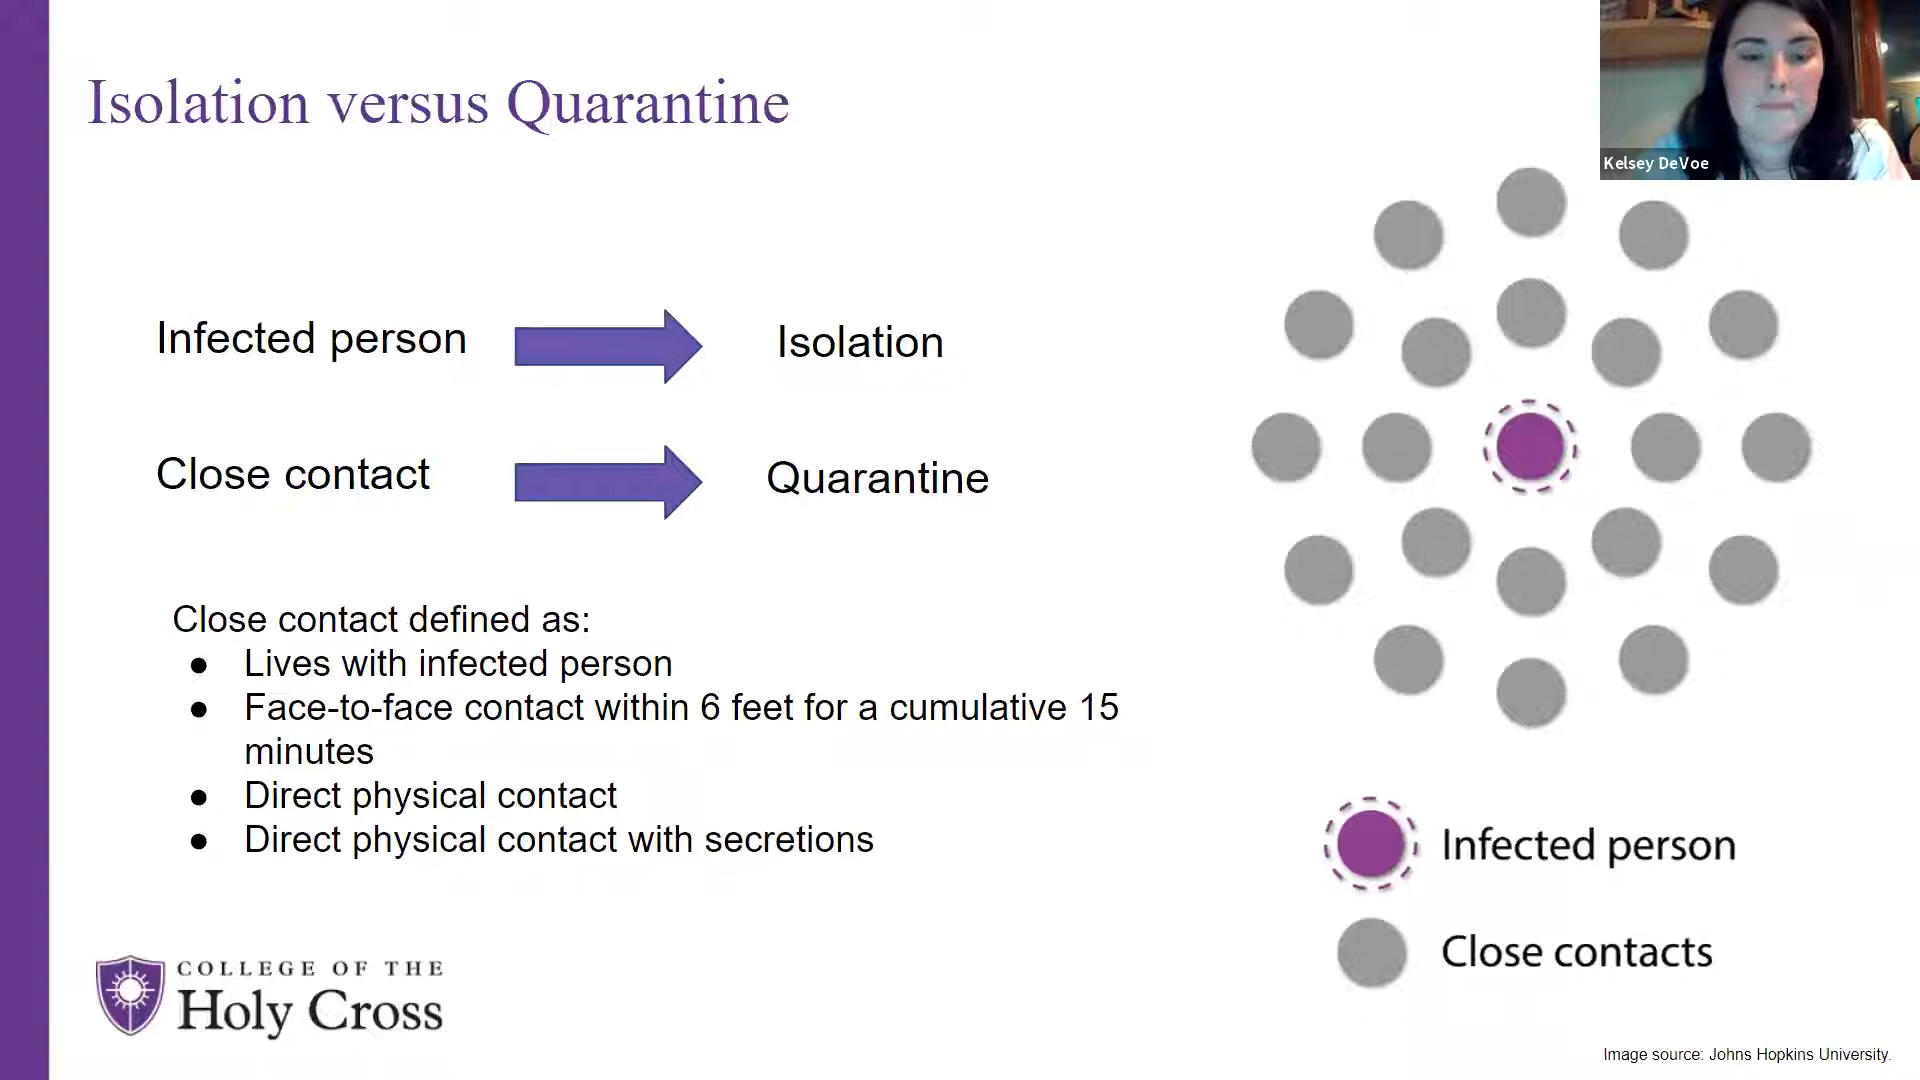 Isolation versus Quarantine
Kelsey DeVoe
Infected person
Isolation
Close contact
Quarantine
Close contact defined as:
● Lives with infected person
● Face-to-face contact within 6 feet for a cumulative 15
minutes
● Direct physical contact
● Direct physical contact with secretions
Infected person
Close contacts
COLLEGE OF THE
Holy Cross
Image source: Johns Hopkins University.